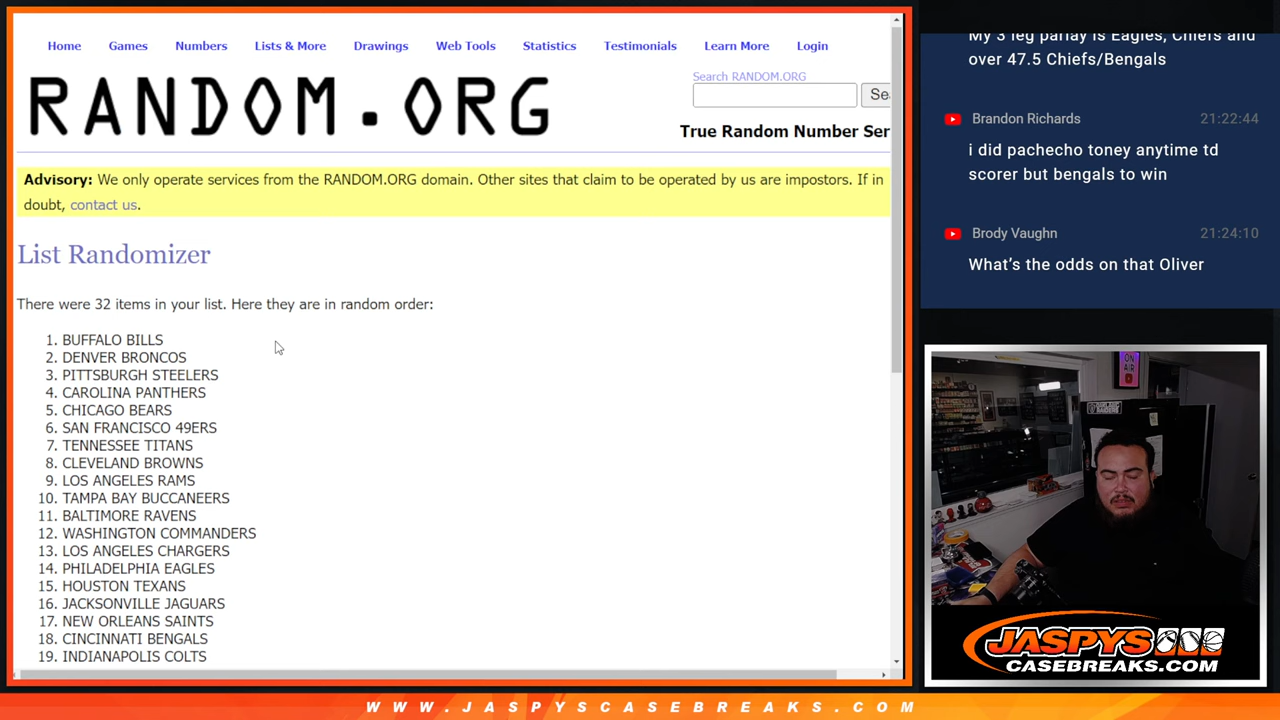 Home Games Numbers Lists & More Drawings Web Tools Statistics Testimonials Learn More Login
RANDOM.ORG
Search RANDOM.ORG
Sea
True Random Number Ser
Advisory: We only operate services from the RANDOM.ORG domain. Other sites that claim to be operated by us are impostors. If in
doubt, contact us.
List Randomizer
There were 32 items in your list. Here they are in random order:
1. BUFFALO BILLS
2. DENVER BRONCOS
3. PITTSBURGH STEELERS
4. CAROLINA PANTHERS
5. CHICAGO BEARS
6. SAN FRANCISCO 49ERS
7. TENNESSEE TITANS
8. CLEVELAND BROWNS
9. LOS ANGELES RAMS
10. TAMPA BAY BUCCANEERS
11. BALTIMORE RAVENS
12. WASHINGTON COMMANDERS
13. LOS ANGELES CHARGERS
14. PHILADELPHIA EAGLES
15. HOUSTON TEXANS
16. JACKSONVILLE JAGUARS
17. NEW ORLEANS SAINTS
18. CINCINNATI BENGALS
19. INDIANAPOLIS COLTS
My 3 leg parlay is Eagles, Chiefs and
over 47.5 Chiefs/Bengals
Brandon Richards 21:22:44
i did pachecho toney anytime td
scorer but bengals to win
Brody Vaughn 21:24:10
What's the odds on that Oliver
ON
AIR
JASPYS
CASEBREAKS.COM
WWW.JASPYSCASEBREAKS.COM